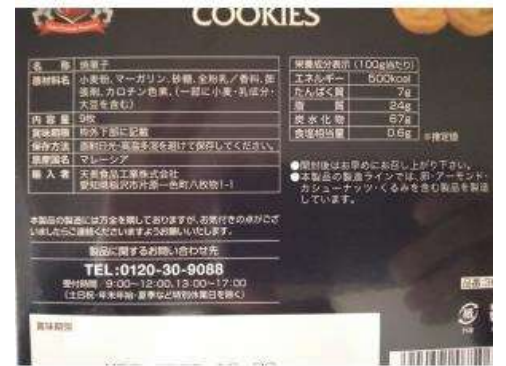 COOKIES
名 称 焼菓子
原材料名 小麦粉、マーガリン、砂糖、全粉乳/香料、膨
張剤、カロチン色素、(一部に小麦・乳成分・
大豆を含む)
内容量 9枚
賞味期限 枠外下部に記載
保存方法 直射日光・高温多湿を避けて保存してください。
原産国名 マレーシア
輸入者 天長食品工業株式会社
愛知県稲沢市片原一色町八枚物1-1
栄養成分表示(100g当たり)
エネルギー 500kcal
たんぱく質 7g
脂質 24g
炭水化物 67g
食塩相当量 0.6g
※推定値
●開封後はお早めにお召し上がり下さい。
●本製品の製造ラインでは、卵・アーモンド・
カシューナッツ・くるみを含む製品を製造
しています。
本製品の製造には万全を期しておりますが、お気付きの点がござ
いましたらご連絡くださいますようお願いいたします。
製品に関するお問い合わせ先
TEL:0120-30-9088
受付時間 9:00~12:00、13:00~17:00
(土日祝・年末年始・夏季など特別休業日を除く)
賞味期限
品番